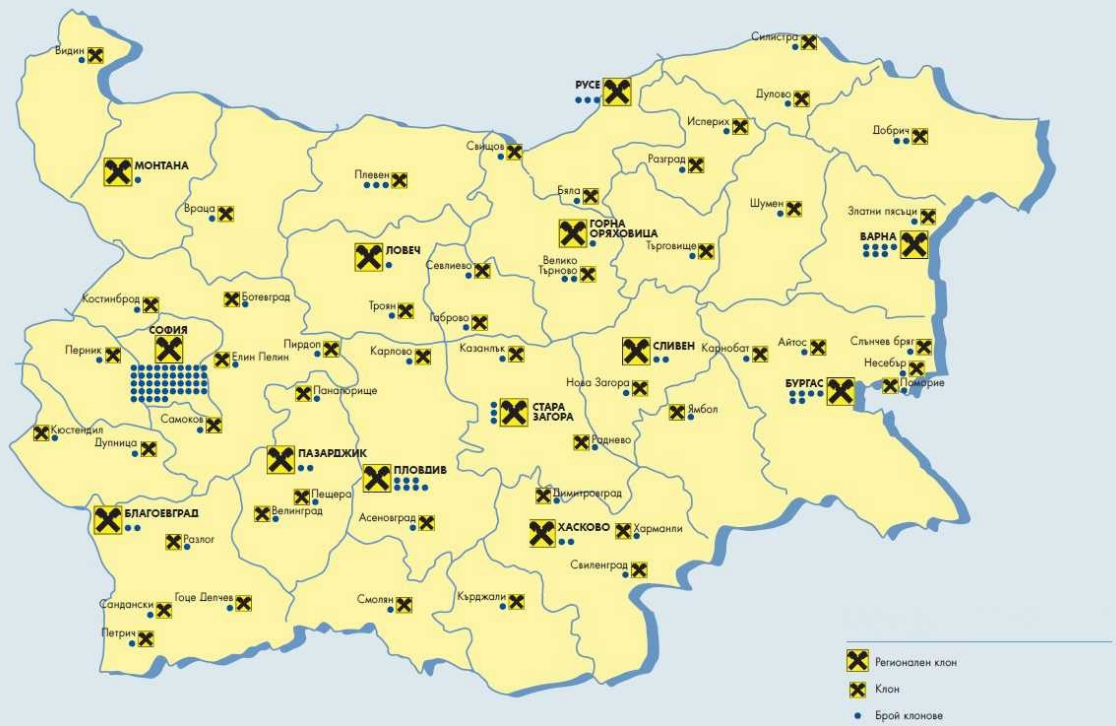 Видин
Силистра
РУСЕ
Дулово
Исперих
Добрич
Свищов
МОНТАНА
Разград
Плевен
Бяла
Враца
Шумен
Златни пясъци
ГОРНА
ОРЯХОВИЦА
ВАРНА
ЛОВЕЧ
Търговище
Севлиево
Велико
Търново
Костинброд
Ботевград
Троян
Габрово
СОФИЯ
Перник
Елин Пелин
Пирдоп
Карлово
Казанлък
СЛИВЕН
Карнобат
Айтос
Слънчев бряг
Несебър
Поморие
БУРГАС
Нова Загора
Панагюрище
СТАРА
ЗАГОРА
Ямбол
Самоков
Кюстендил
Дупница
Раднево
ПАЗАРДЖИК
ПЛОВДИВ
Пещера
Димитровград
Велинград
БЛАГОЕВГРАД
Асеновград
ХАСКОВО
Харманли
Разлог
Свиленград
Гоце Делчев
Сандански
Смолян
Кърджали
Петрич
Регионален клон
Клон
Брой клонове